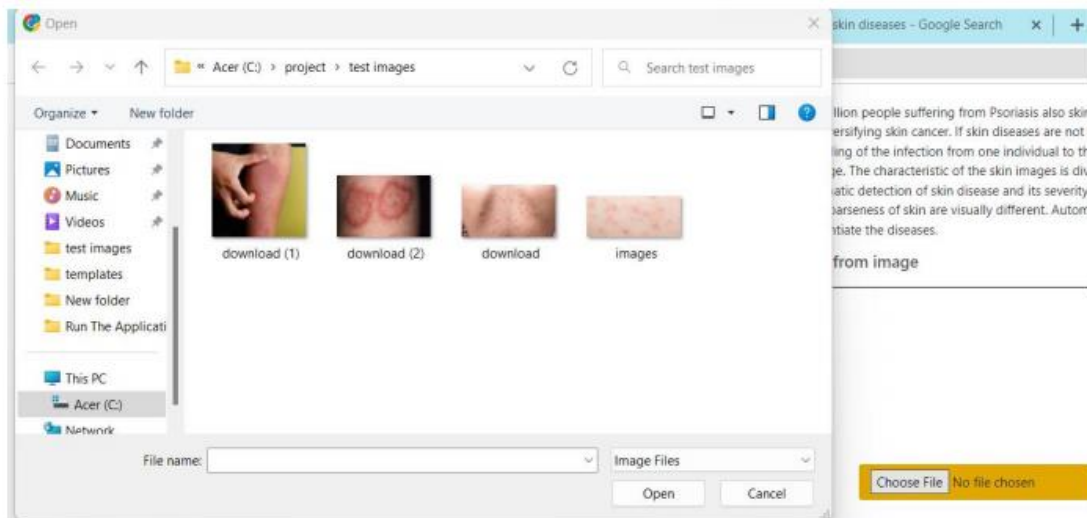 Open
skin diseases - Google Search
« Acer (C:) › project › test images
Search test images
Organize
New folder
Documents
Pictures
Music
Videos
test images
templates
New folder
Run The Applicati
This PC
Acer (C:)
Network
download (1)
download (2)
download
images
File name:
Image Files
Open
Cancel
llion people suffering from Psoriasis also skin
ersifying skin cancer. If skin diseases are not
ling of the infection from one individual to th
e. The characteristic of the skin images is div
atic detection of skin disease and its severity
arseness of skin are visually different. Autom
ntiate the diseases.
from image
Choose File No file chosen